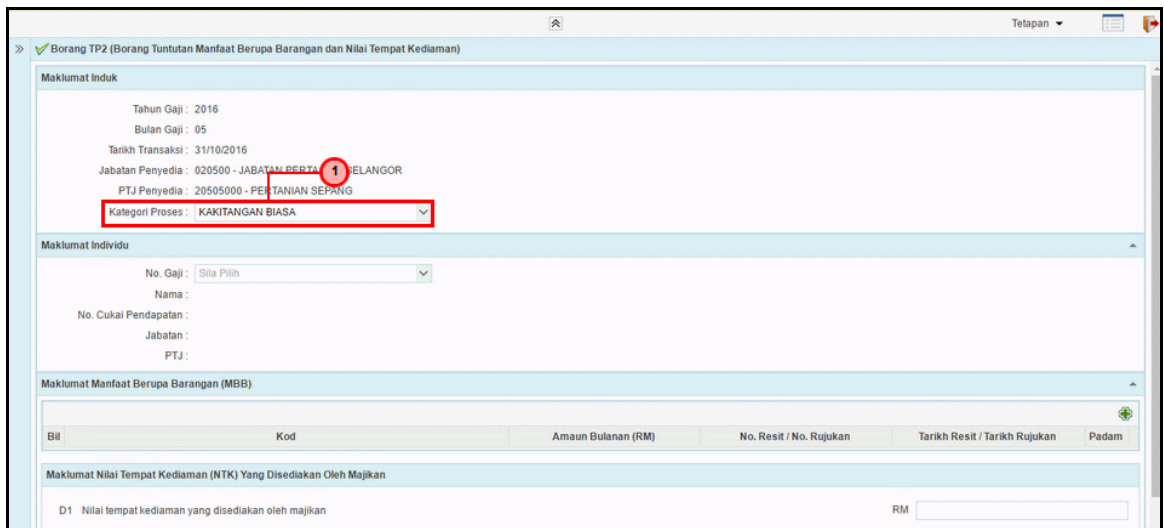 Tetapan
Borang TP2 (Borang Tuntutan Manfaat Berupa Barangan dan Nilai Tempat Kediaman)
Maklumat Induk
Tahun Gaji : 2016
Bulan Gaji : 05
Tarikh Transaksi : 31/10/2016
Jabatan Penyedia : 020500 - JABATAN SELANGOR
1
PTJ Penyedia : 20505000 - PERTANIAN SEPANG
Kategori Proses : KAKITANGAN BIASA
Maklumat Individu
No. Gaji : Sila Pilih
Nama :
No. Cukai Pendapatan :
Jabatan :
PTJ :
Maklumat Manfaat Berupa Barangan (MBB)
Bil Kod Amaun Bulanan (RM) No. Resit / No. Rujukan Tarikh Resit / Tarikh Rujukan Padam
Maklumat Nilai Tempat Kediaman (NTK) Yang Disediakan Oleh Majikan
D1 Nilai tempat kediaman yang disediakan oleh majikan RM